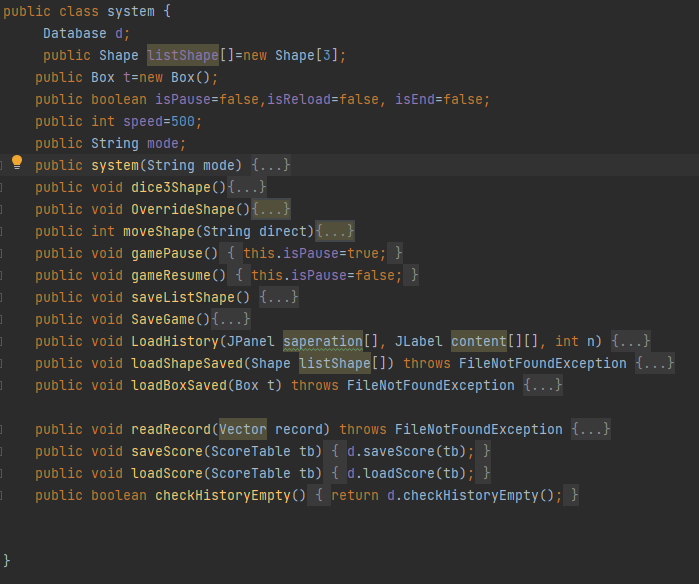 public class system {
Database d;
public Shape listShape[]=new Shape[3];
public Box t=new Box();
public boolean isPause=false,isReload=false, isEnd=false;
public int speed=500;
public String mode;
public system(String mode) {...}
public void dice3Shape(){...}
public void OverrideShape(){...}
public int moveShape(String direct){...}
public void gamePause() { this.isPause=true; }
public void gameResume() { this.isPause=false; }
public void saveListShape() {...}
public void SaveGame(){...}
public void LoadHistory(JPanel saperation[], JLabel content[][], int n) {...}
public void loadShapeSaved(Shape listShape[]) throws FileNotFoundException {...}
public void loadBoxSaved(Box t) throws FileNotFoundException {...}
public void readRecord(Vector record) throws FileNotFoundException {...}
public void saveScore(ScoreTable tb) { d.saveScore(tb); }
public void loadScore(ScoreTable tb) { d.loadScore(tb); }
public boolean checkHistoryEmpty() { return d.checkHistoryEmpty(); }
}